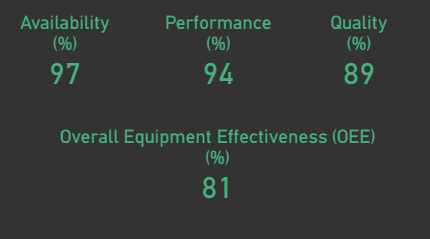 Availability Performance Quality
(%) (%) (%)
97 94 89
Overall Equipment Effectiveness (OEE)
(%)
81